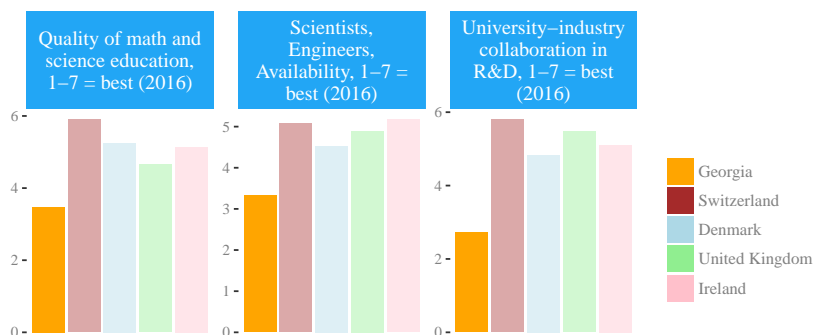 Quality of math and
science education,
1–7 = best (2016)
Scientists,
Engineers,
Availability, 1–7 =
best (2016)
University–industry
collaboration in
R&D, 1–7 = best
(2016)
6
4
2
0
5
4
3
2
1
0
6
4
2
0
Georgia
Switzerland
Denmark
United Kingdom
Ireland